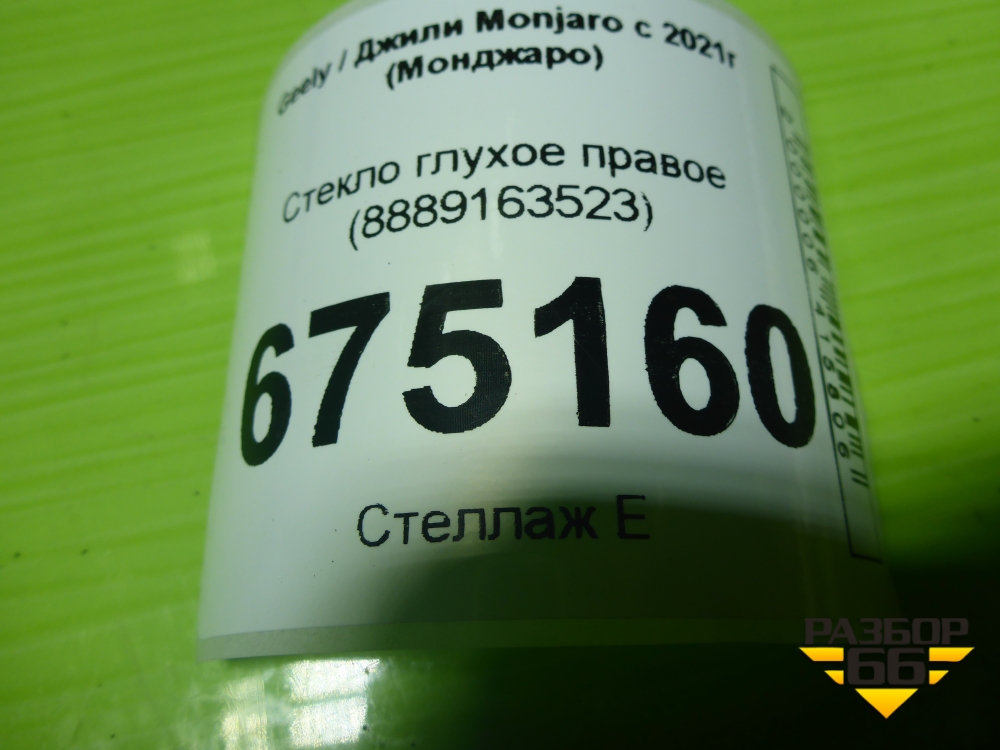 Geely / Джили Monjaro с 2021г
(Монджаро)
Стекло глухое правое
(8889163523)
675160
Стеллаж Е
РАЗБОР
66